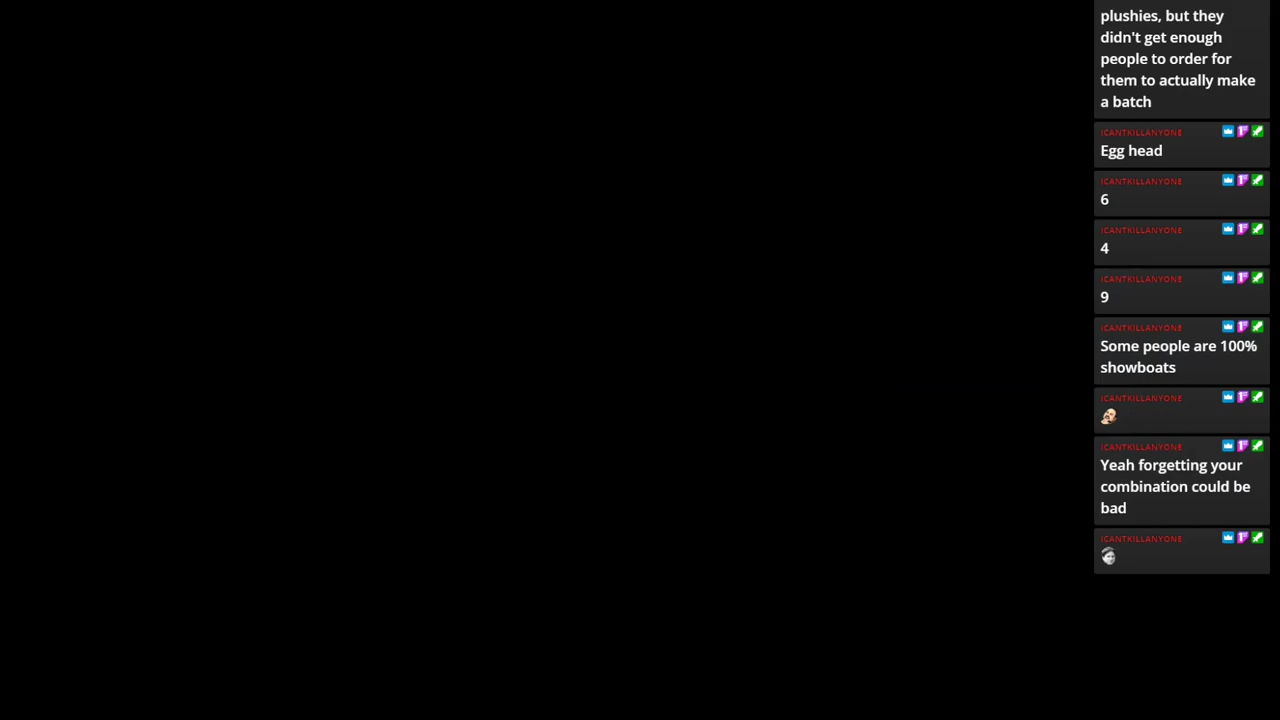 plushies, but they
didn't get enough
people to order for
them to actually make
a batch
ICANTKILLANYONE
Egg head
ICANTKILLANYONE
6
ICANTKILLANYONE
4
ICANTKILLANYONE
9
ICANTKILLANYONE
Some people are 100%
showboats
ICANTKILLANYONE
ICANTKILLANYONE
Yeah forgetting your
combination could be
bad
ICANTKILLANYONE